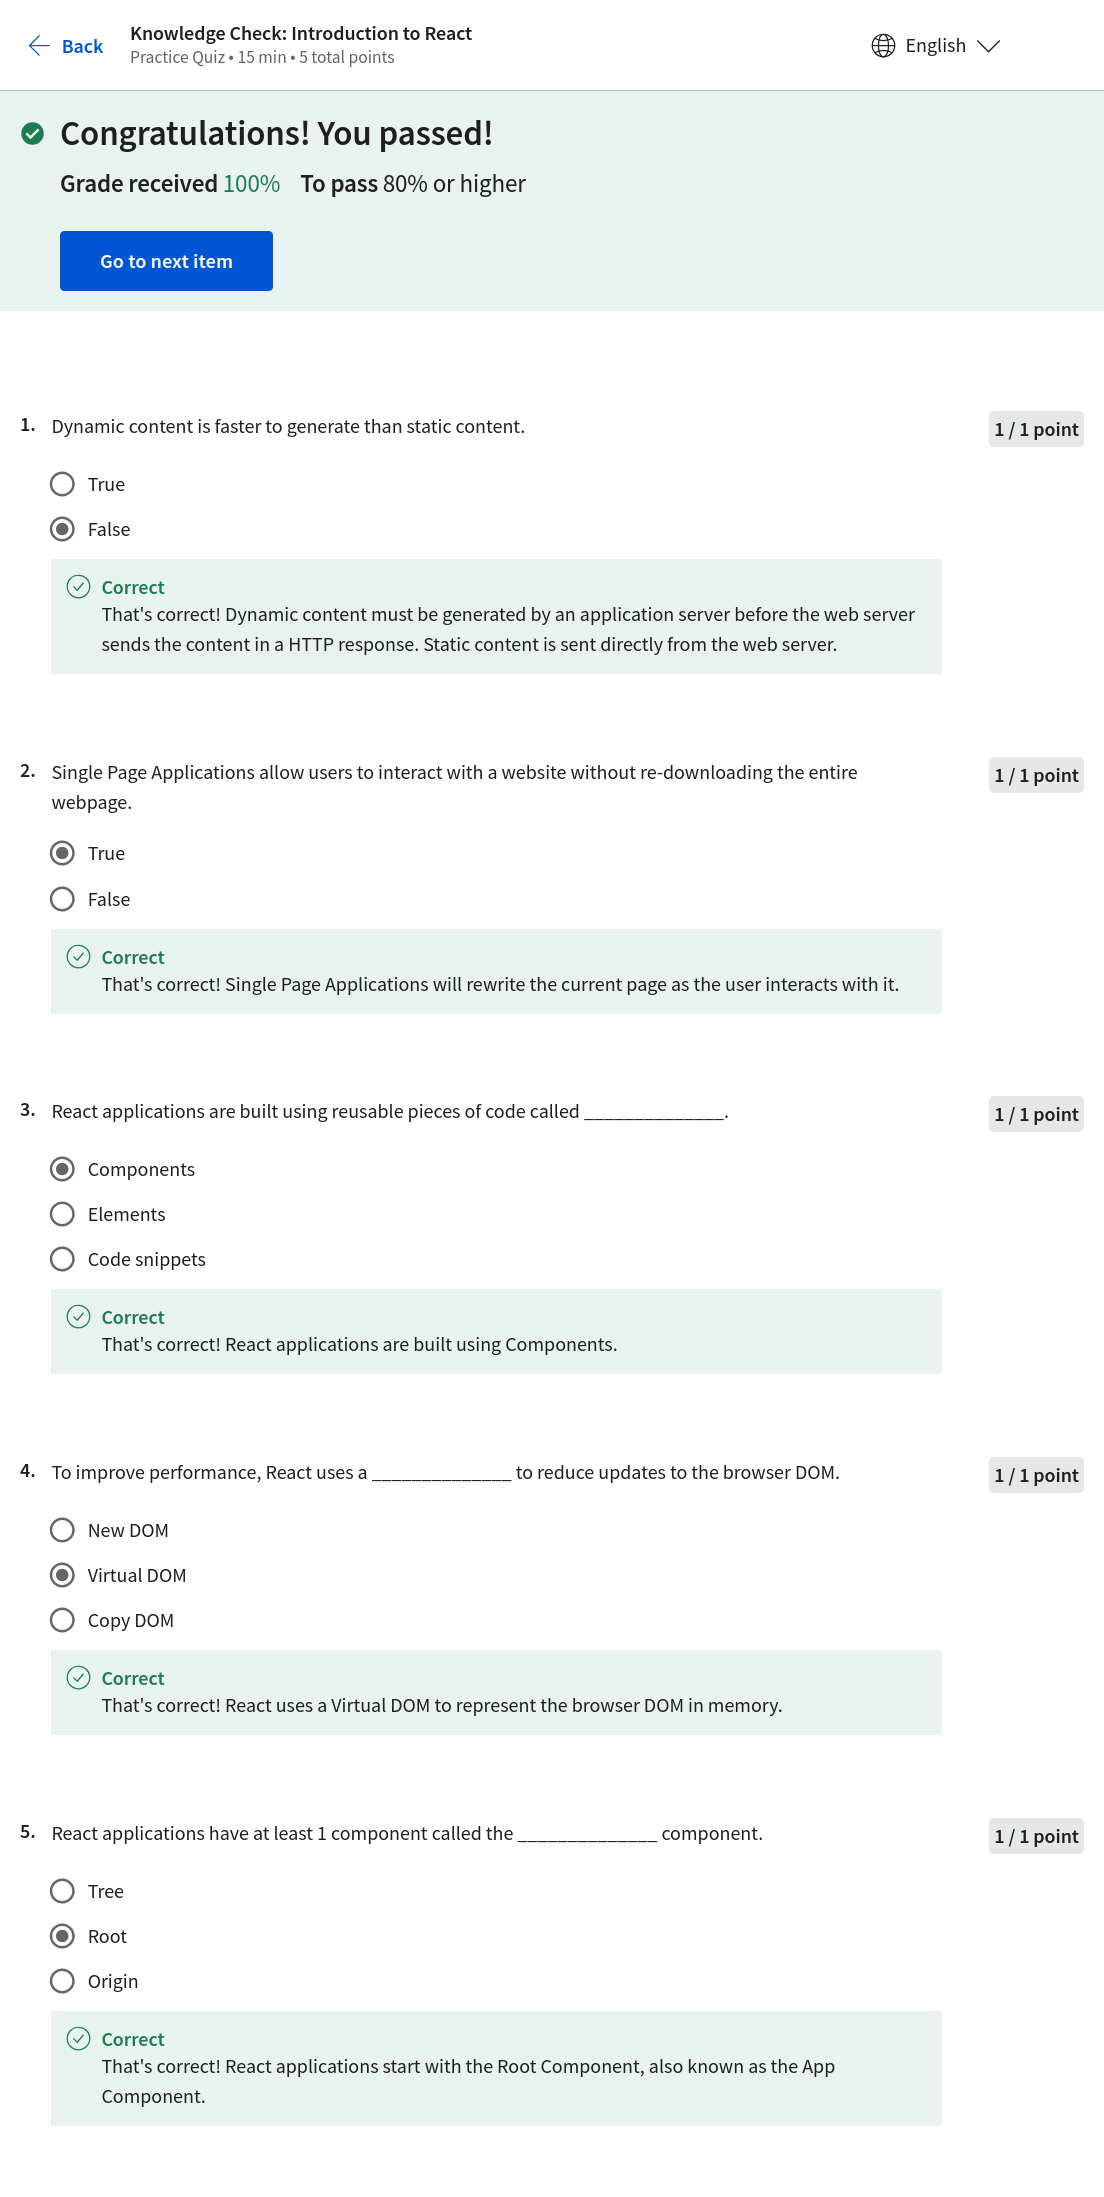 Back
Knowledge Check: Introduction to React
Practice Quiz • 15 min • 5 total points
English
Congratulations! You passed!
Grade received 100% To pass 80% or higher
Go to next item
1. Dynamic content is faster to generate than static content.
1 / 1 point
True
False
Correct
That's correct! Dynamic content must be generated by an application server before the web server
sends the content in a HTTP response. Static content is sent directly from the web server.
2. Single Page Applications allow users to interact with a website without re-downloading the entire
webpage.
1 / 1 point
True
False
Correct
That's correct! Single Page Applications will rewrite the current page as the user interacts with it.
3. React applications are built using reusable pieces of code called ______________.
1 / 1 point
Components
Elements
Code snippets
Correct
That's correct! React applications are built using Components.
4. To improve performance, React uses a ______________ to reduce updates to the browser DOM.
1 / 1 point
New DOM
Virtual DOM
Copy DOM
Correct
That's correct! React uses a Virtual DOM to represent the browser DOM in memory.
5. React applications have at least 1 component called the ______________ component.
1 / 1 point
Tree
Root
Origin
Correct
That's correct! React applications start with the Root Component, also known as the App
Component.